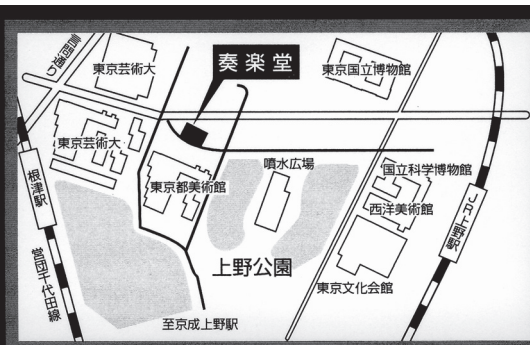 言問通り
東京芸術大
奏楽堂
東京国立博物館
東京芸術大
根津駅
東京都美術館
噴水広場
国立科学博物館
西洋美術館
JR上野駅
上野公園
営団千代田線
東京文化会館
至京成上野駅